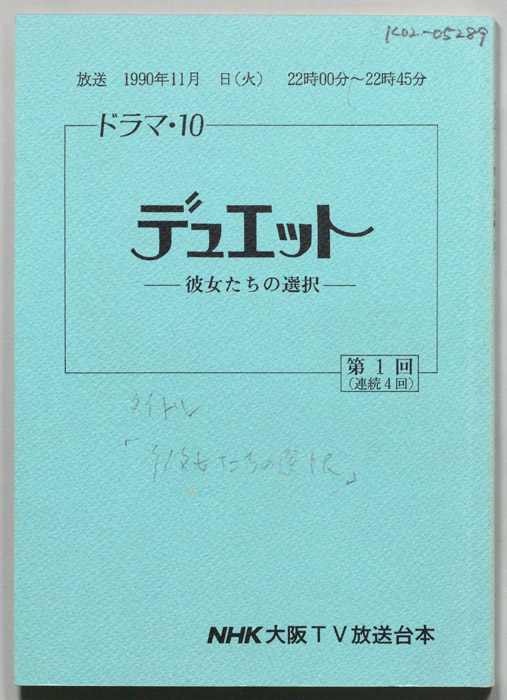 K02-05289
放送 1990年11月 日(火) 22時00分～22時45分
ドラマ・10
デュエット
──彼女たちの選択──
第1回
(連続4回)
タイトル
「彼女たちの選択」
NHK大阪TV放送台本